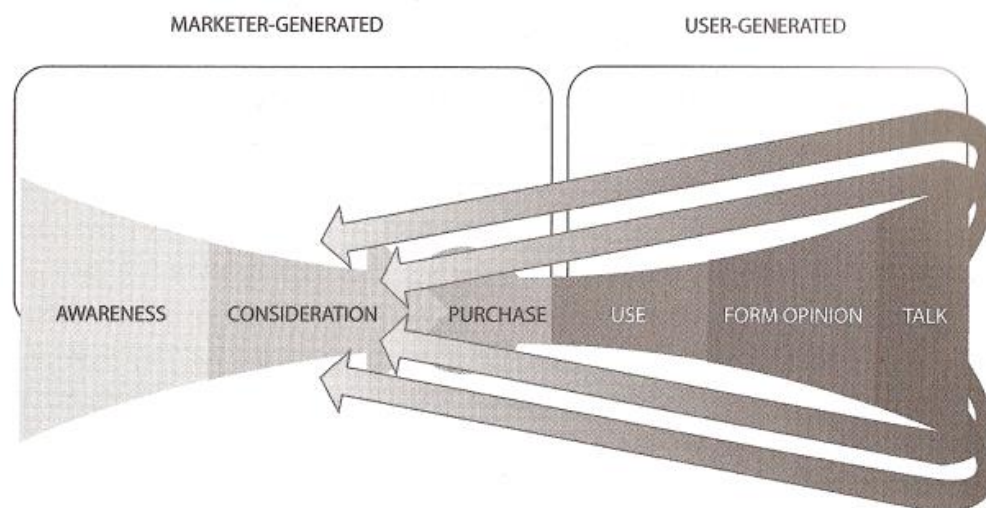 MARKETER-GENERATED USER-GENERATED
AWARENESS CONSIDERATION PURCHASE USE FORM OPINION TALK